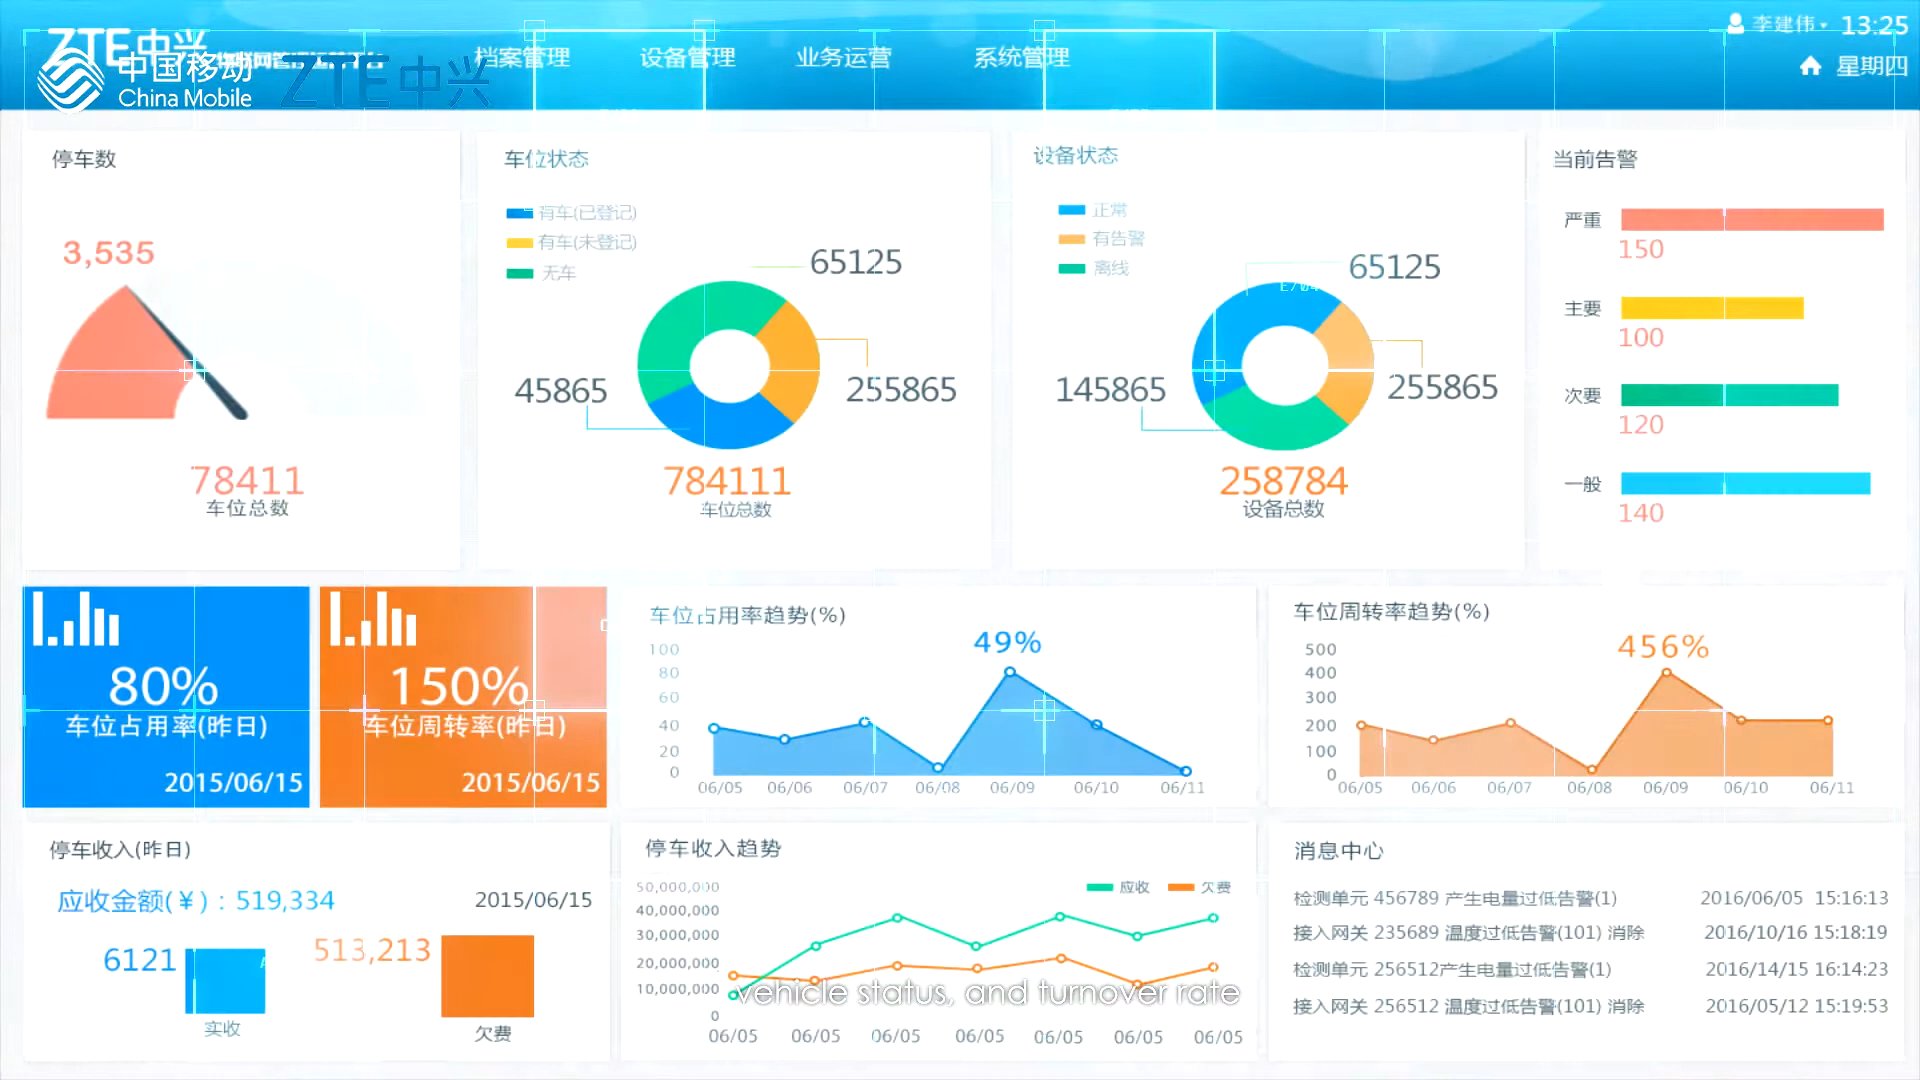 ZTE中兴
中国移动
China Mobile
ZTE中兴
档案管理
设备管理
业务运营
系统管理
李建伟
13:25
星期四
停车数
3,535
78411
车位总数
车位状态
有车(已登记)
有车(未登记)
无车
65125
45865
255865
784111
车位总数
设备状态
正常
有告警
离线
65125
145865
255865
258784
设备总数
当前告警
严重
150
主要
100
次要
120
一般
140
80%
车位占用率(昨日)
2015/06/15
150%
车位周转率(昨日)
2015/06/15
车位占用率趋势(%)
49%
100
80
60
40
20
0
06/05 06/06 06/07 06/08 06/09 06/10 06/11
车位周转率趋势(%)
456%
500
400
300
200
100
0
06/05 06/06 06/07 06/08 06/09 06/10 06/11
停车收入(昨日)
应收金额(¥)：519,334
2015/06/15
6121
实收
513,213
欠费
停车收入趋势
应收
欠费
50,000,000
40,000,000
30,000,000
20,000,000
10,000,000
0
06/05 06/05 06/05 06/05 06/05 06/05 06/05
vehicle status, and turnover rate
消息中心
检测单元 456789 产生电量过低告警(1) 2016/06/05 15:16:13
接入网关 235689 温度过低告警(101) 消除 2016/10/16 15:18:19
检测单元 256512产生电量过低告警(1) 2016/14/15 16:14:23
接入网关 256512 温度过低告警(101) 消除 2016/05/12 15:19:53